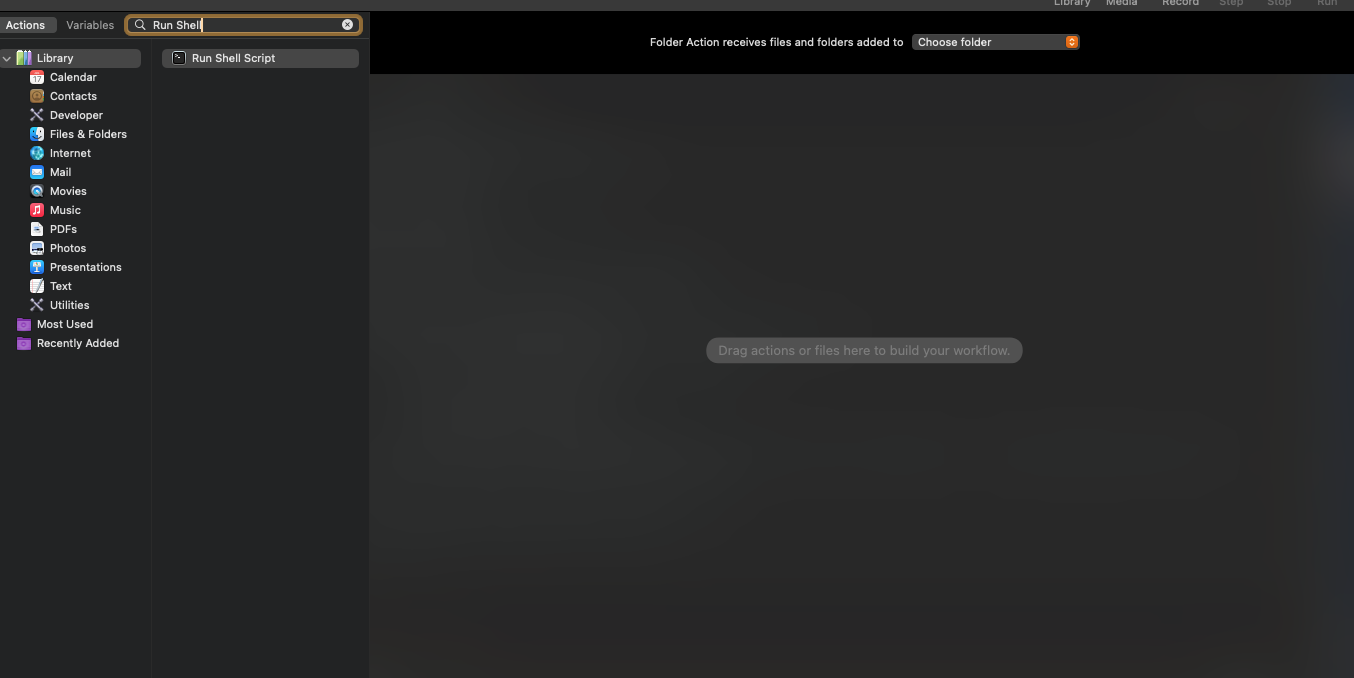 Library Media Record Step Stop Run
Actions Variables Run Shell
Folder Action receives files and folders added to Choose folder
Library
Run Shell Script
17 Calendar
Contacts
Developer
Files & Folders
Internet
Mail
Movies
Music
PDFs
Photos
Presentations
Text
Utilities
Most Used
Recently Added
Drag actions or files here to build your workflow.